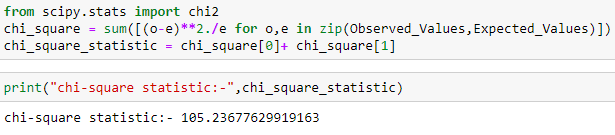 from scipy.stats import chi2
chi_square = sum([(o-e)**2./e for o,e in zip(Observed_Values,Expected_Values)])
chi_square_statistic = chi_square[0]+ chi_square[1]
print("chi-square statistic:-",chi_square_statistic)
chi-square statistic:- 105.23677629919163